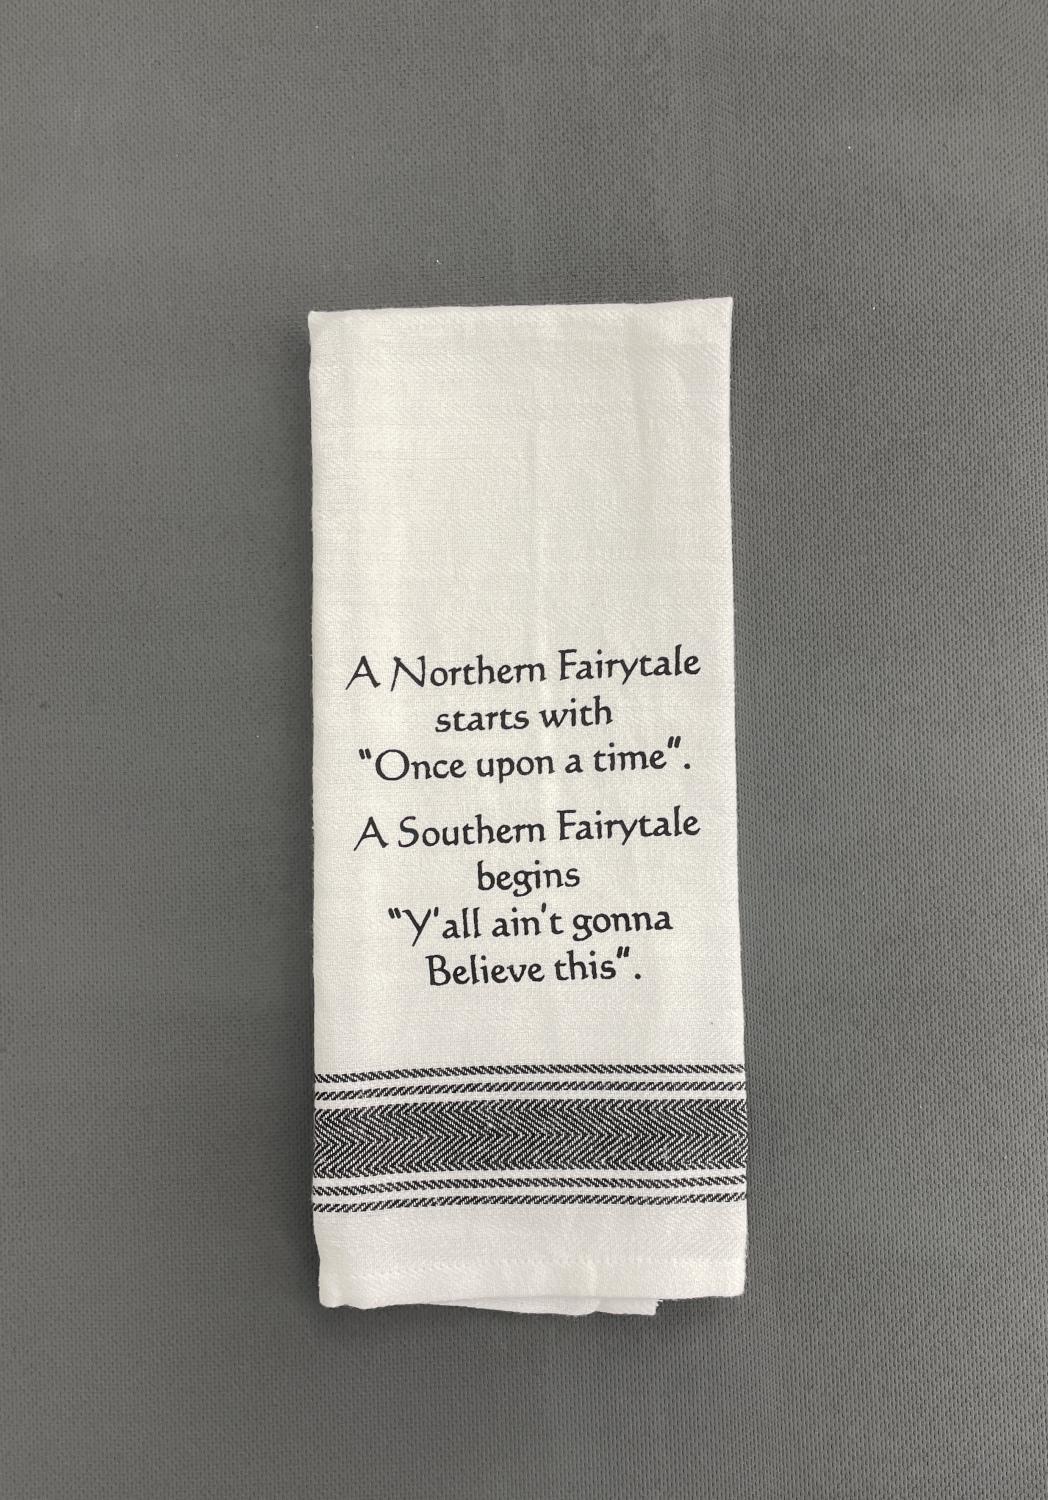 A Northern Fairytale
starts with
"Once upon a time".
A Southern Fairytale
begins
"Y'all ain't gonna
Believe this".